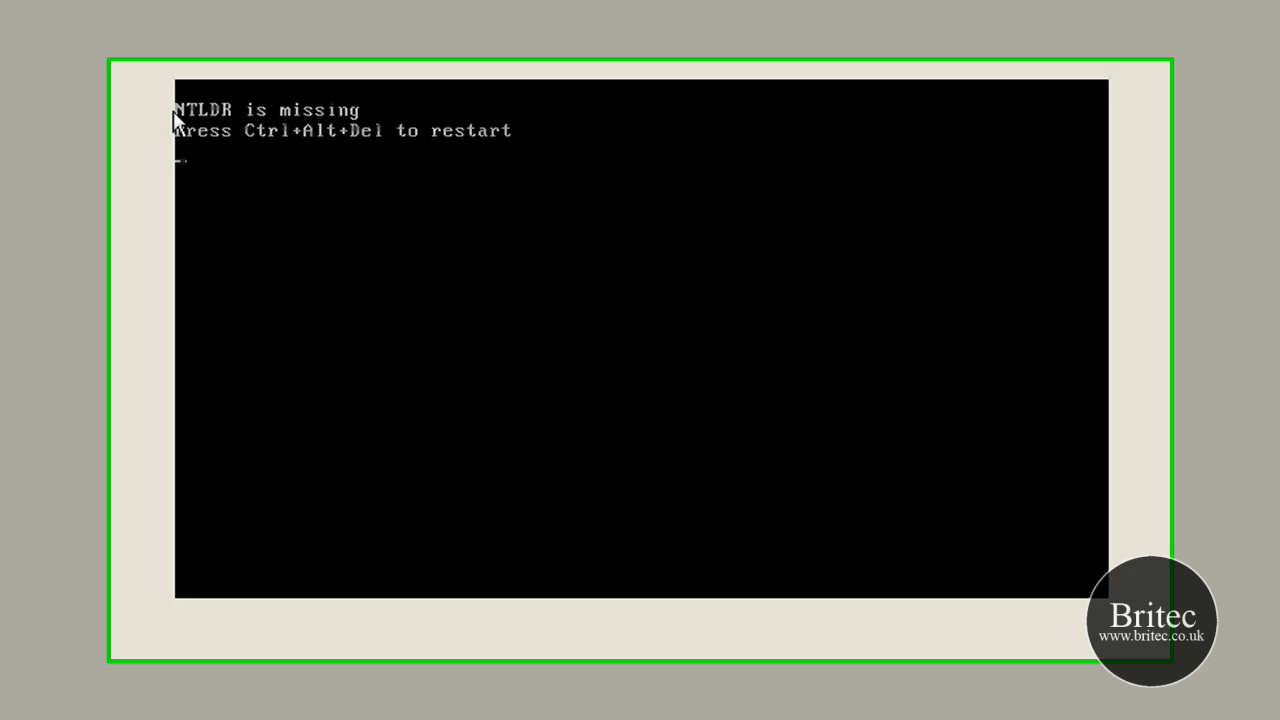 NTLDR is missing
Press Ctrl+Alt+Del to restart
Britec
www.britec.co.uk